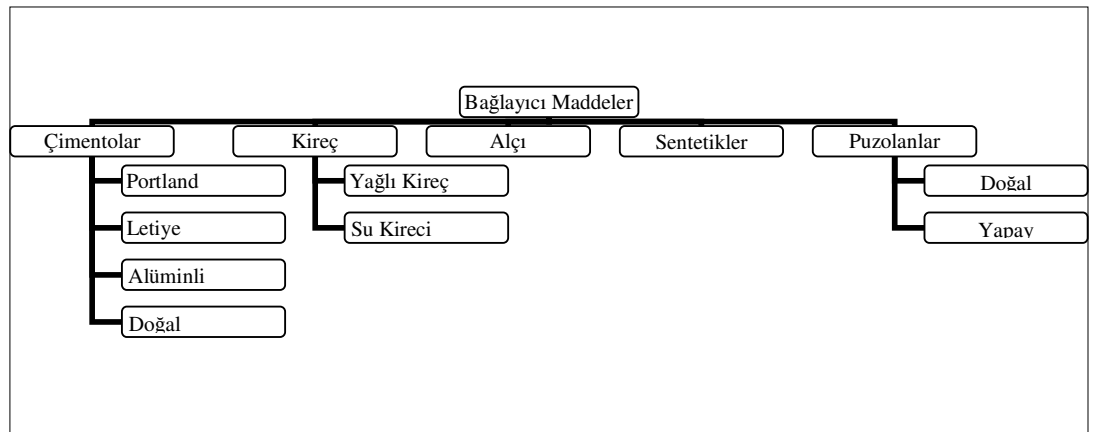 Bağlayıcı Maddeler
Çimentolar
Kireç
Alçı
Sentetikler
Puzolanlar
Portland
Letiye
Alüminli
Doğal
Yağlı Kireç
Su Kireci
Doğal
Yapay